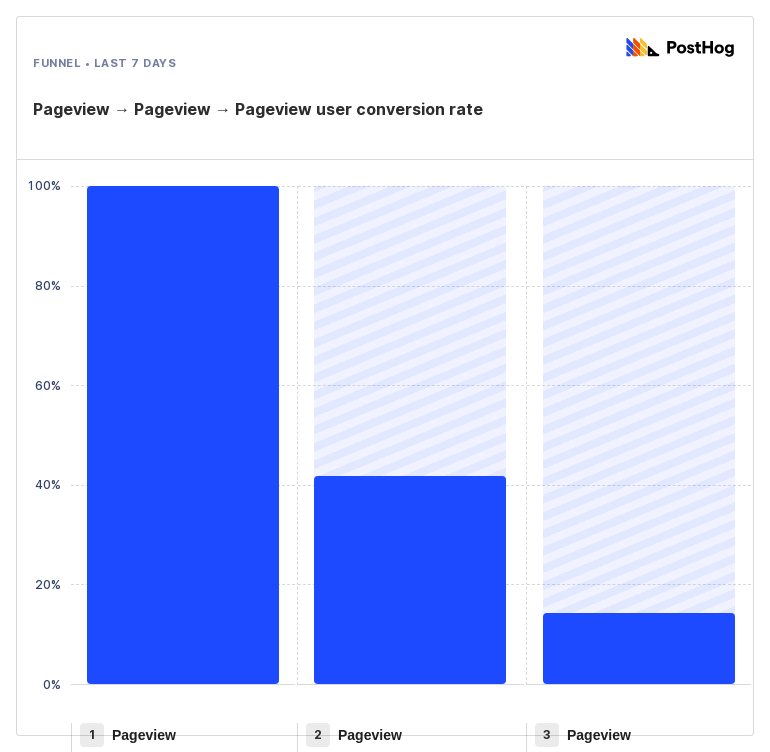 PostHog
FUNNEL • LAST 7 DAYS
Pageview → Pageview → Pageview user conversion rate
100%
80%
60%
40%
20%
0%
1 Pageview
2 Pageview
3 Pageview